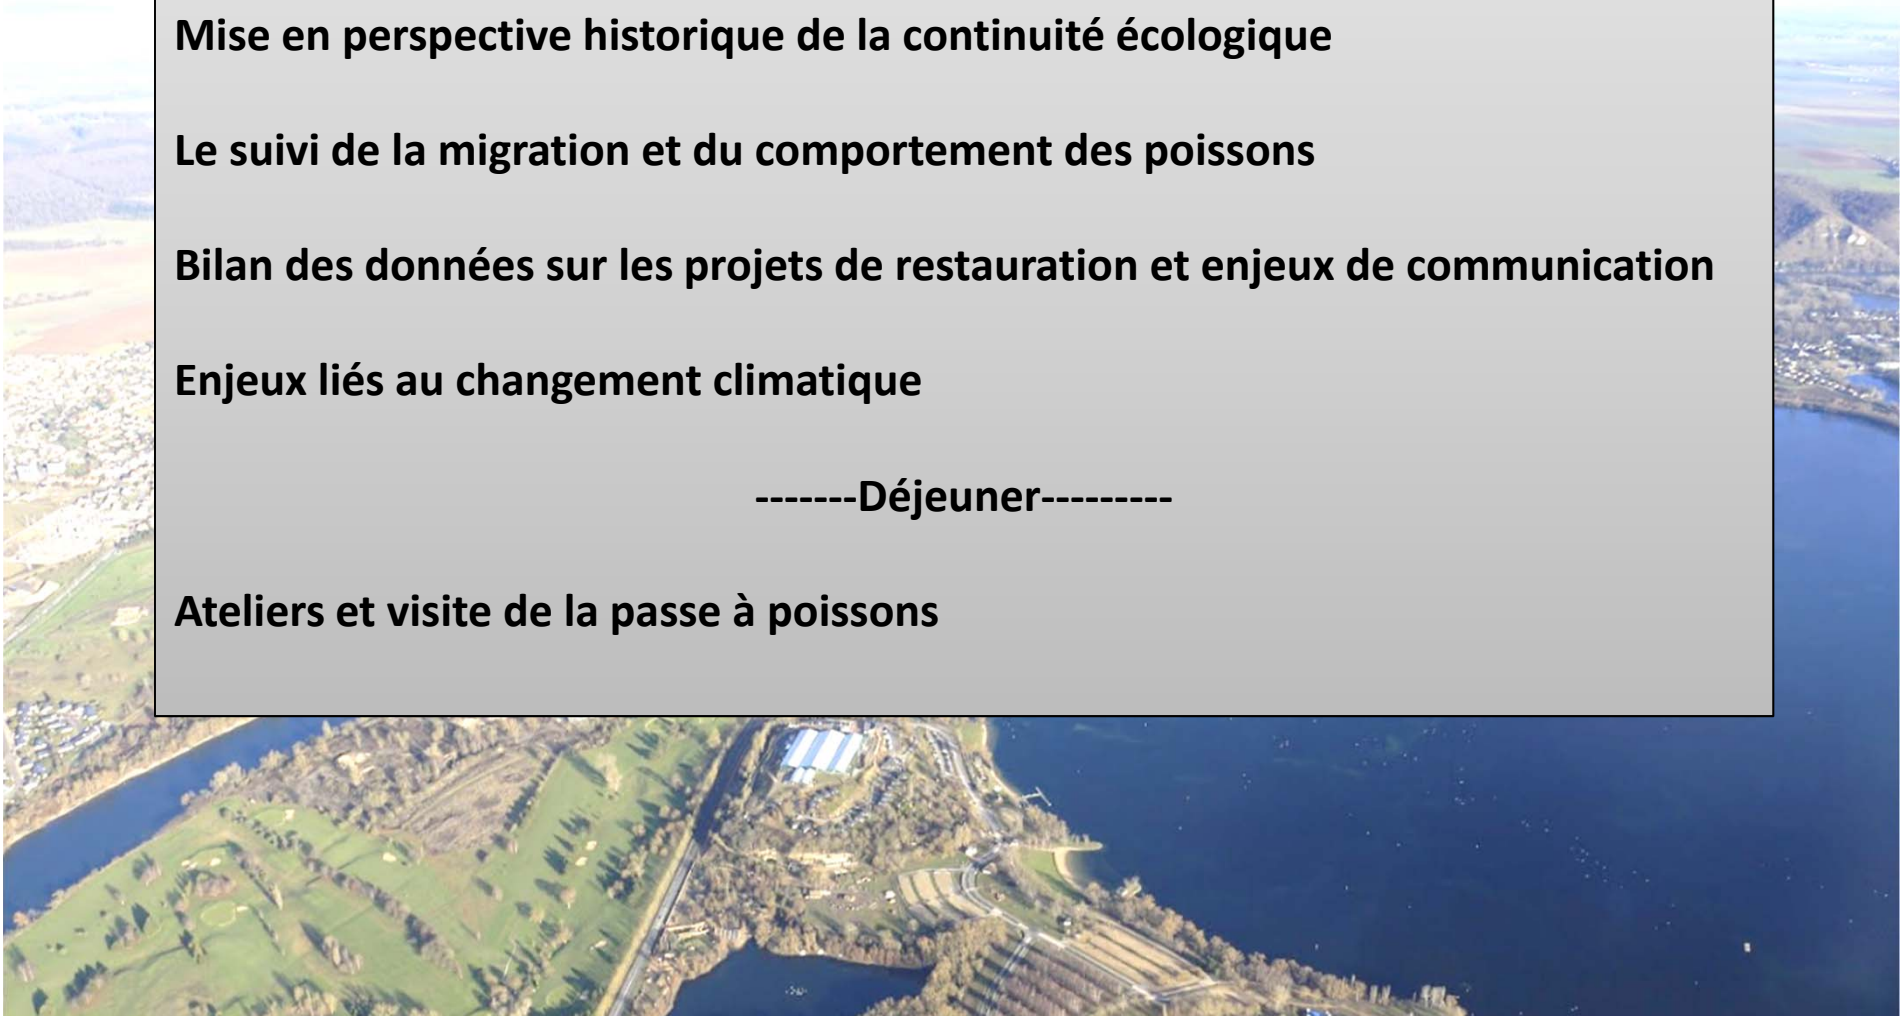 Mise en perspective historique de la continuité écologique
Le suivi de la migration et du comportement des poissons
Bilan des données sur les projets de restauration et enjeux de communication
Enjeux liés au changement climatique
-------Déjeuner---------
Ateliers et visite de la passe à poissons